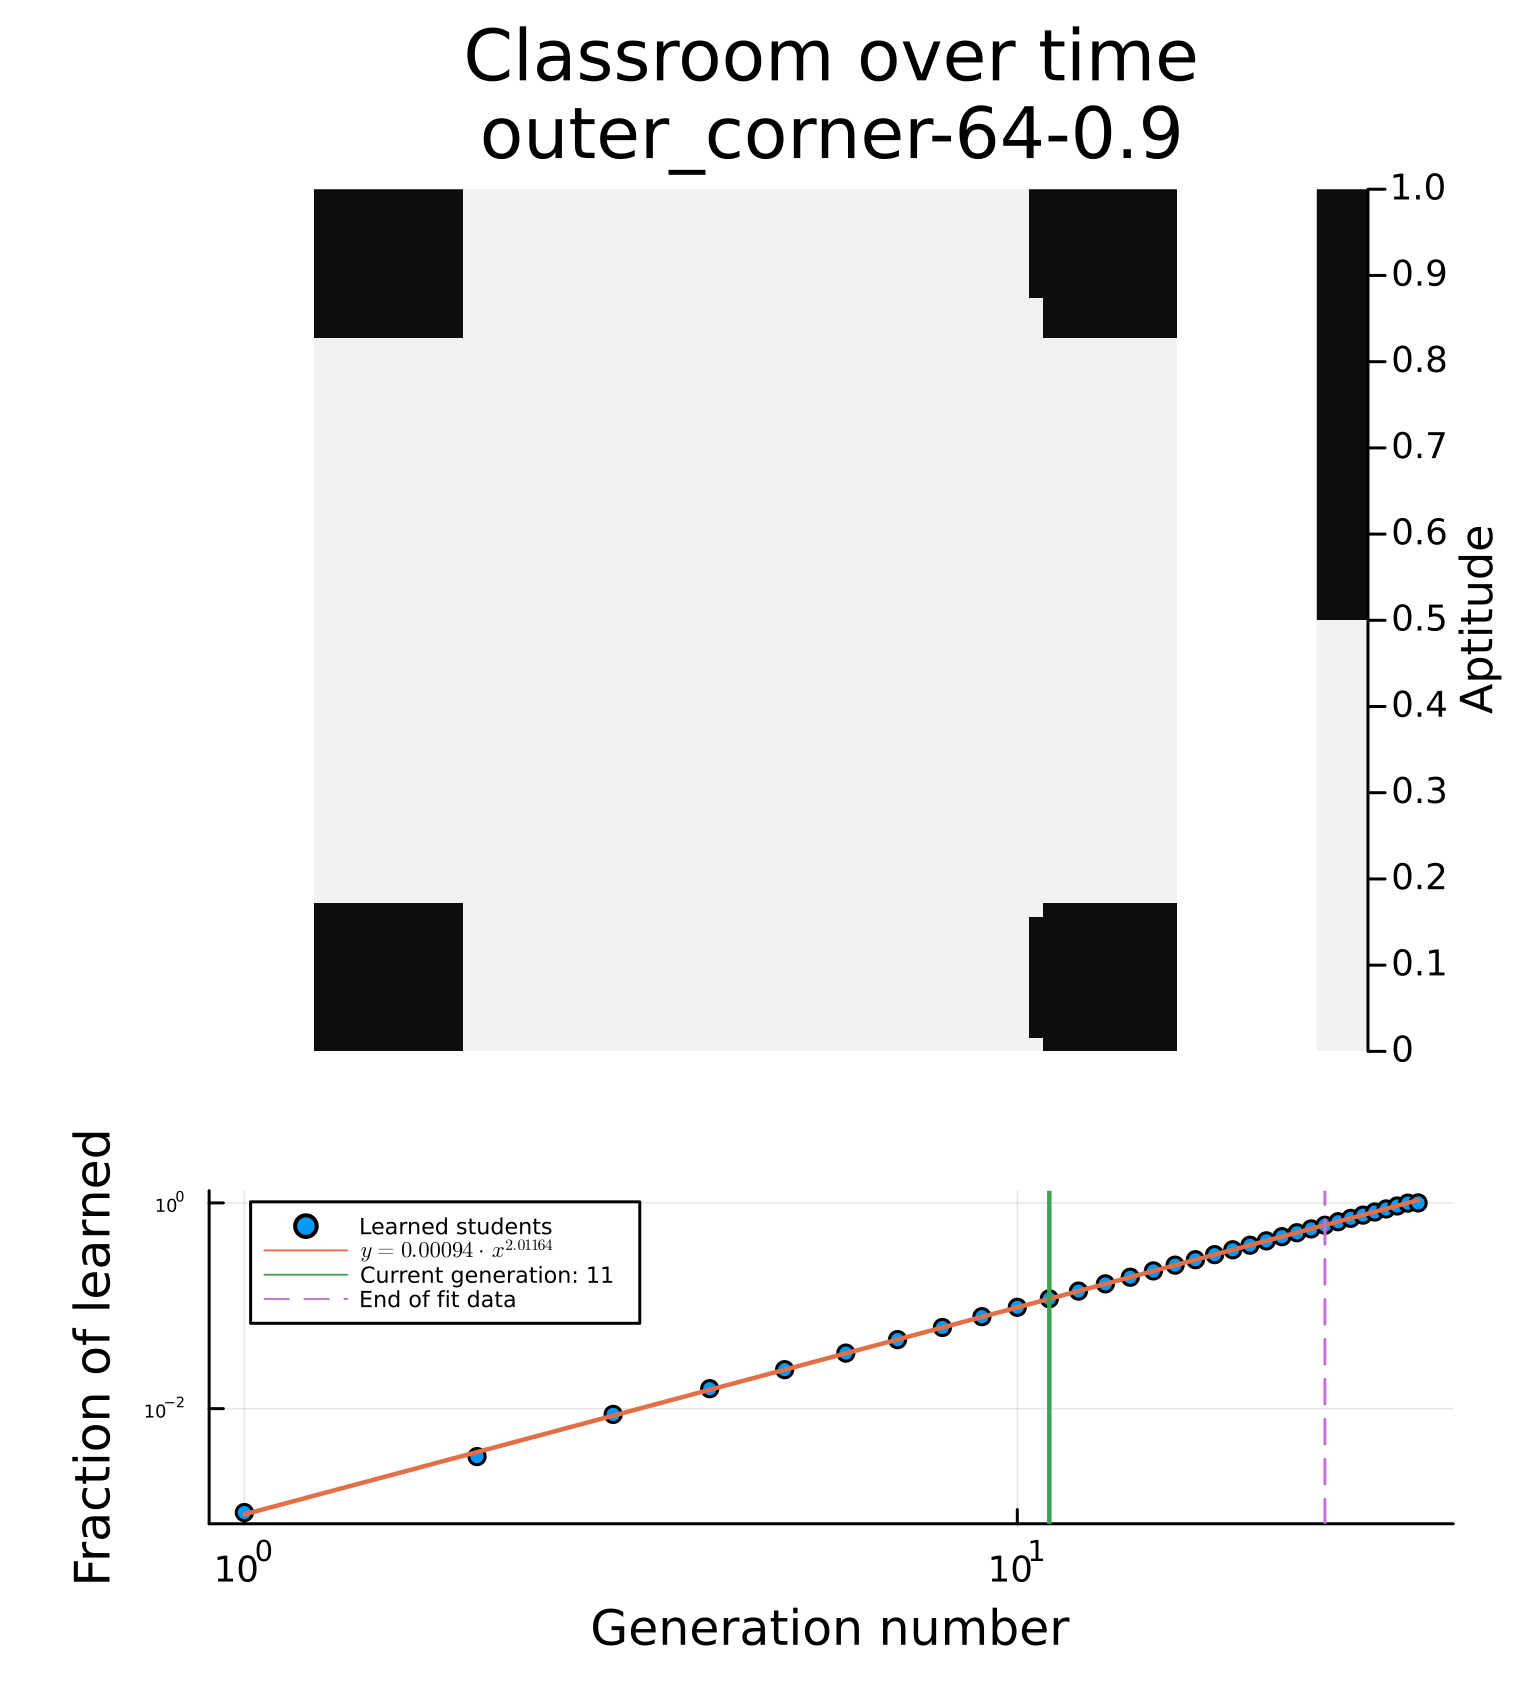 Classroom over time
outer_corner-64-0.9
1.0
0.9
0.8
0.7
0.6
0.5
0.4
0.3
0.2
0.1
0
Aptitude
Fraction of learned
10⁰
10⁻²
Learned students
y = 0.00094 · x^2.01164
Current generation: 11
End of fit data
10⁰
10¹
Generation number